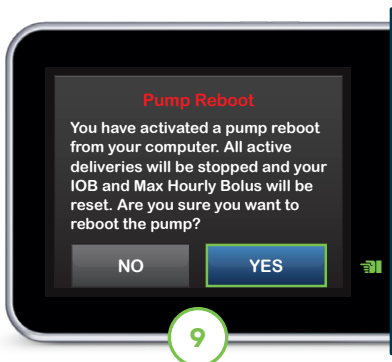 Pump Reboot
You have activated a pump reboot
from your computer. All active
deliveries will be stopped and your
IOB and Max Hourly Bolus will be
reset. Are you sure you want to
reboot the pump?
NO YES
9